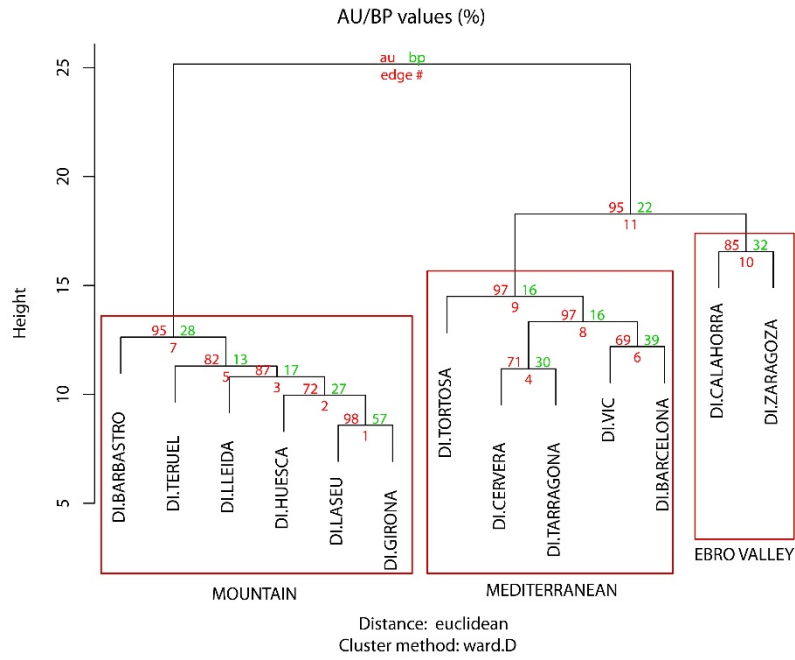 AU/BP values (%)
au bp
edge #
25
20
15
10
5
Height
95 22
11
85 32
10
97 16
9
97 16
8
95 28
7
69 39
6
82 13
5
87 17
3
71 30
4
72 27
2
98 57
1
DI.BARBASTRO
DI.TERUEL
DI.LLEIDA
DI.HUESCA
DI.LASEU
DI.GIRONA
DI.TORTOSA
DI.CERVERA
DI.TARRAGONA
DI.VIC
DI.BARCELONA
DI.CALAHORRA
DI.ZARAGOZA
MOUNTAIN
MEDITERRANEAN
EBRO VALLEY
Distance: euclidean
Cluster method: ward.D